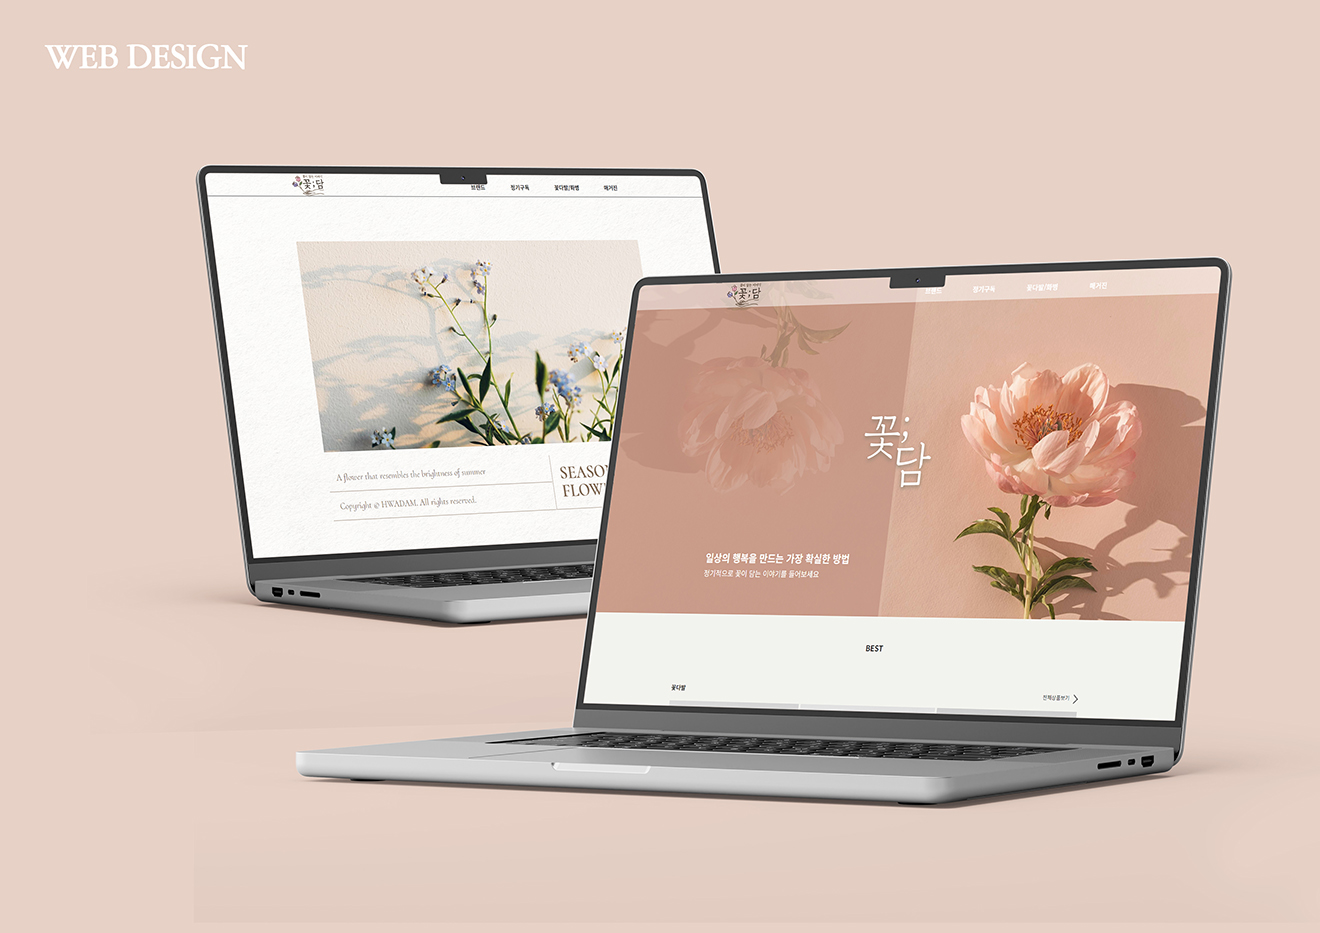 WEB DESIGN
꽃;담
브랜드
정기구독
꽃다발/화병
매거진
A flower that resembles the brightness of summer
Copyright © HWADAM. All rights reserved.
SEASO
FLOW
꽃;담
브랜드
정기구독
꽃다발/화병
매거진
꽃;
담
일상의 행복을 만드는 가장 확실한 방법
정기적으로 꽃이 담는 이야기를 들어보세요
BEST
꽃다발
전체상품보기